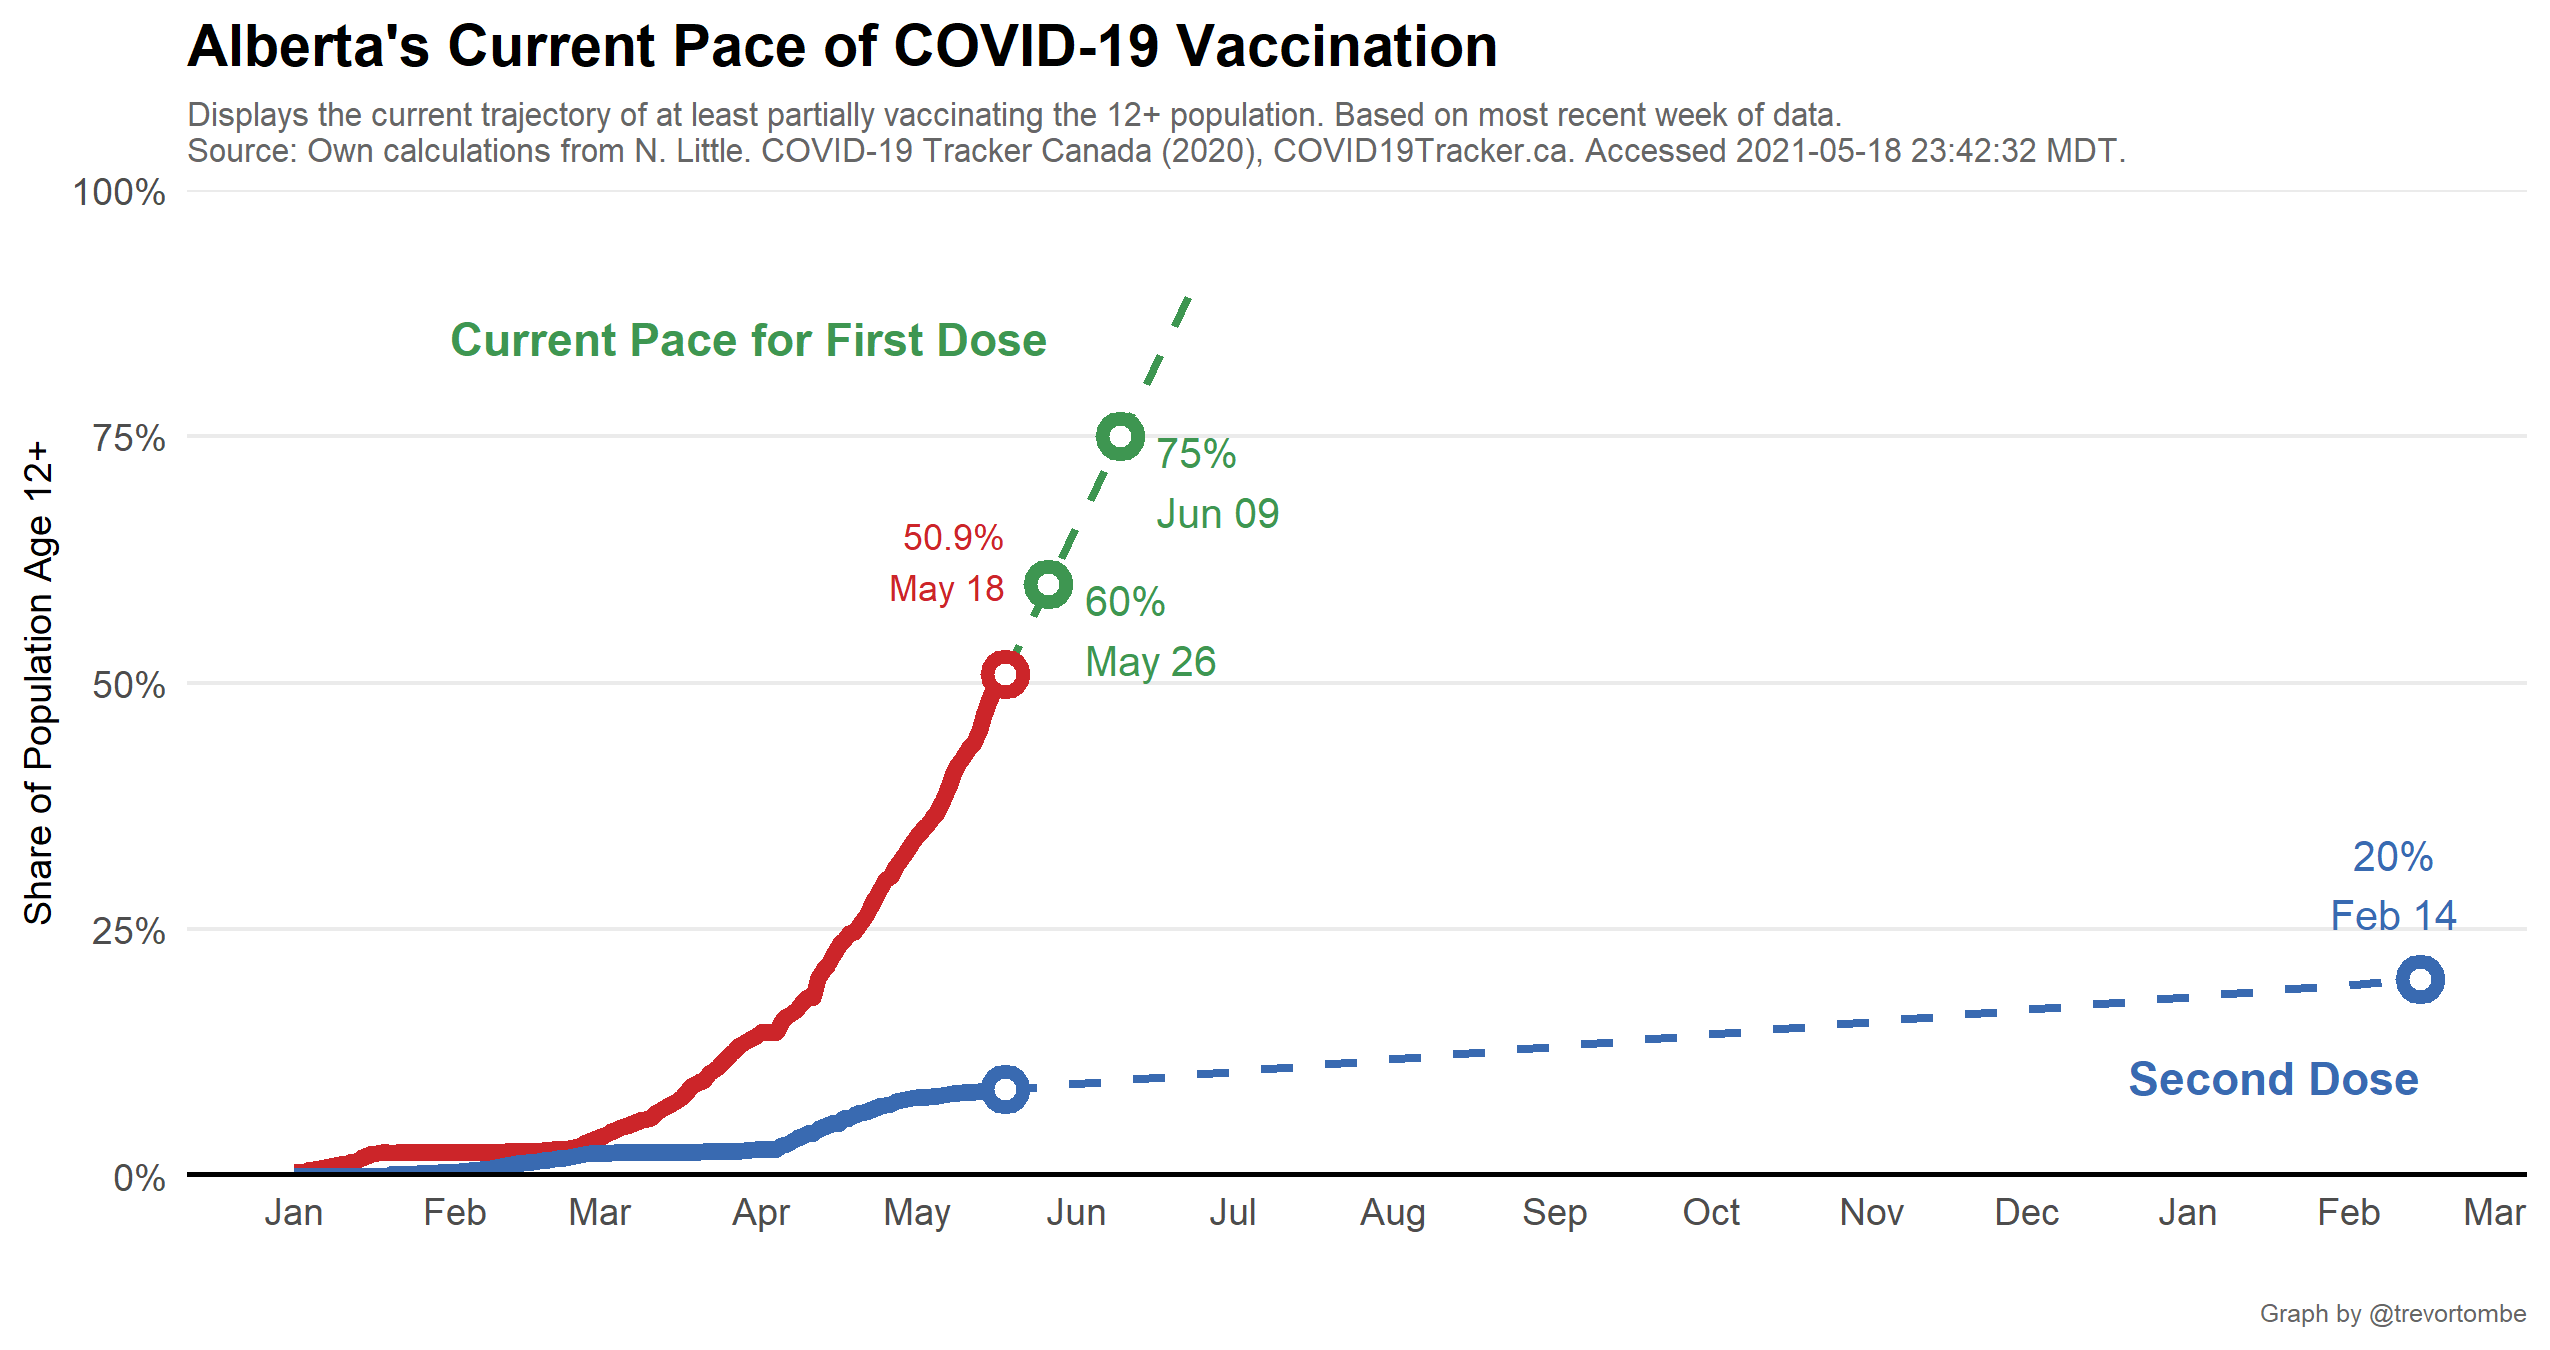 Alberta's Current Pace of COVID-19 Vaccination
Displays the current trajectory of at least partially vaccinating the 12+ population. Based on most recent week of data.
Source: Own calculations from N. Little. COVID-19 Tracker Canada (2020), COVID19Tracker.ca. Accessed 2021-05-18 23:42:32 MDT.
100%
Current Pace for First Dose
75%
75%
Jun 09
50.9%
May 18
60%
May 26
50%
Share of Population Age 12+
20%
Feb 14
25%
Second Dose
0%
Jan Feb Mar Apr May Jun Jul Aug Sep Oct Nov Dec Jan Feb Mar
Graph by @trevortombe